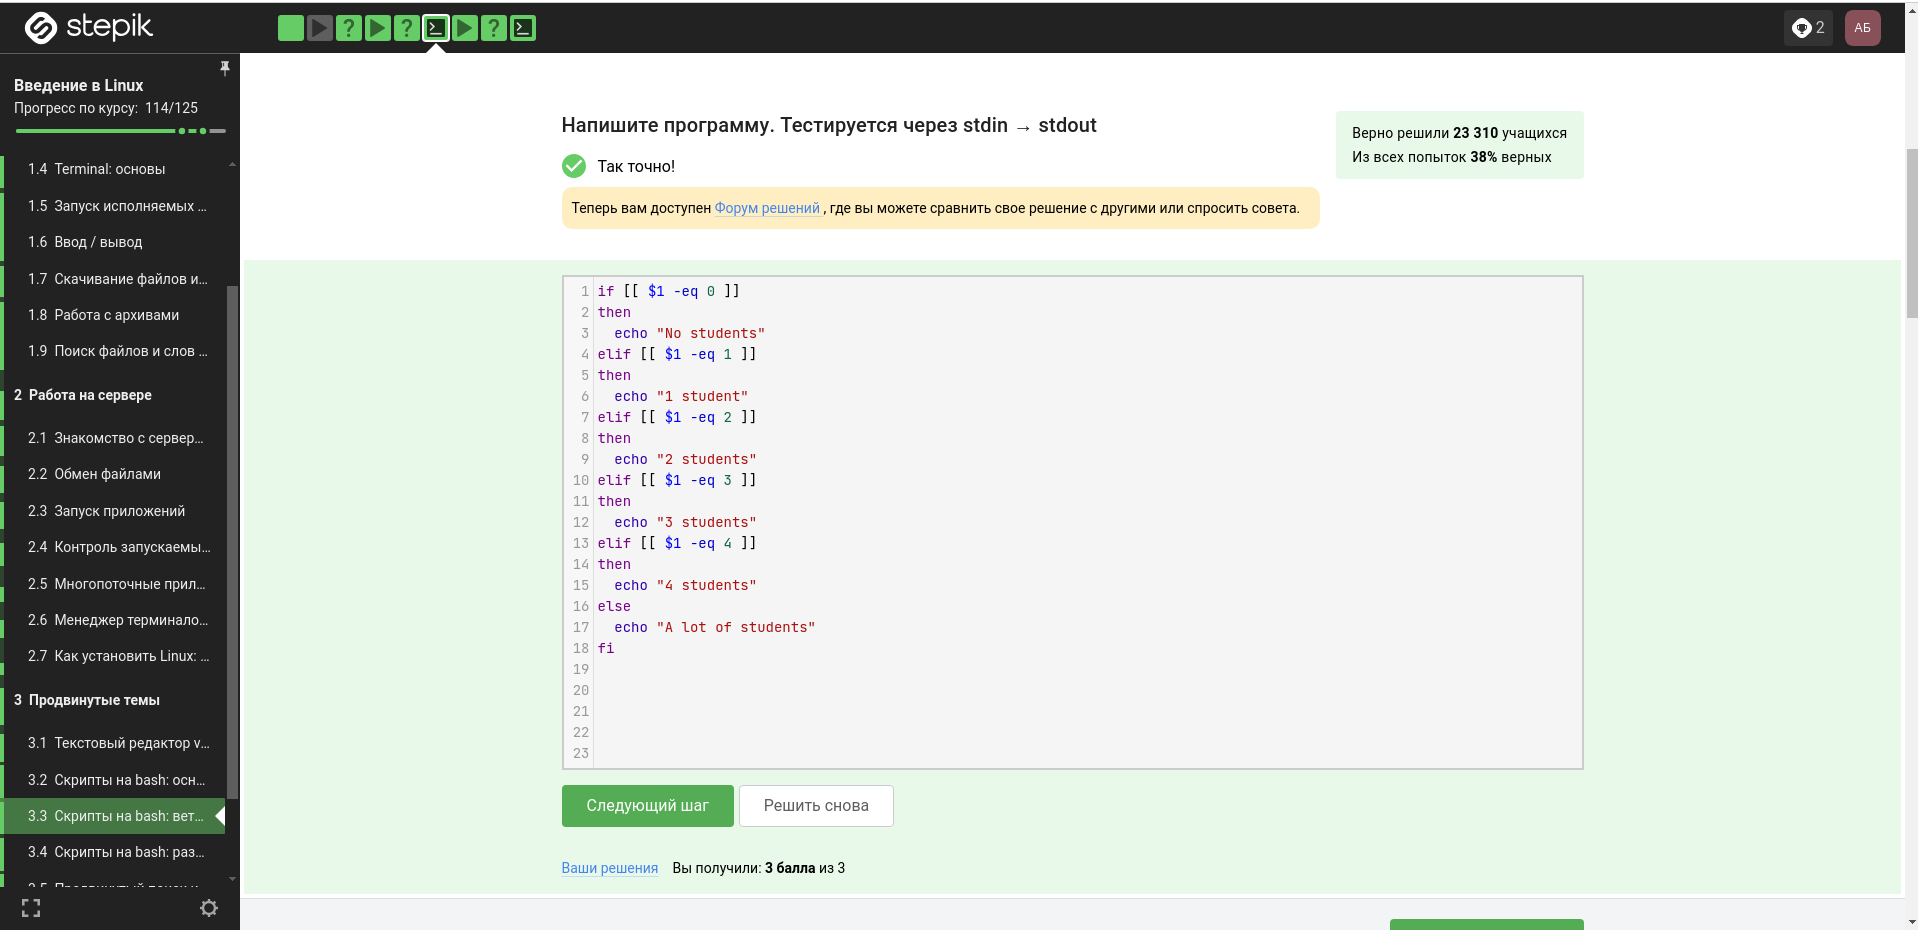 stepik
2
АБ
Введение в Linux
Прогресс по курсу: 114/125
1.4 Terminal: основы
1.5 Запуск исполняемых ...
1.6 Ввод / вывод
1.7 Скачивание файлов и...
1.8 Работа с архивами
1.9 Поиск файлов и слов ...
2 Работа на сервере
2.1 Знакомство с сервер...
2.2 Обмен файлами
2.3 Запуск приложений
2.4 Контроль запускаемы...
2.5 Многопоточные прил...
2.6 Менеджер терминало...
2.7 Как установить Linux: ...
3 Продвинутые темы
3.1 Текстовый редактор v...
3.2 Скрипты на bash: осн...
3.3 Скрипты на bash: вет...
3.4 Скрипты на bash: раз...
Напишите программу. Тестируется через stdin → stdout
Так точно!
Теперь вам доступен Форум решений , где вы можете сравнить свое решение с другими или спросить совета.
Верно решили 23 310 учащихся
Из всех попыток 38% верных
1 if [[ $1 -eq 0 ]]
2 then
3 echo "No students"
4 elif [[ $1 -eq 1 ]]
5 then
6 echo "1 student"
7 elif [[ $1 -eq 2 ]]
8 then
9 echo "2 students"
10 elif [[ $1 -eq 3 ]]
11 then
12 echo "3 students"
13 elif [[ $1 -eq 4 ]]
14 then
15 echo "4 students"
16 else
17 echo "A lot of students"
18 fi
19
20
21
22
23
Следующий шаг
Решить снова
Ваши решения Вы получили: 3 балла из 3